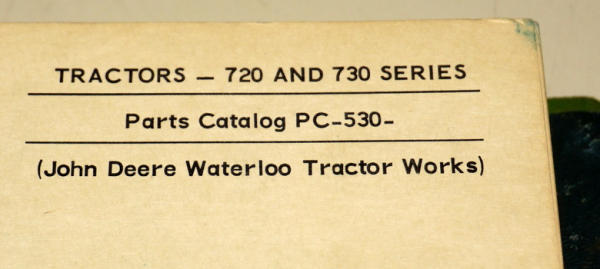 TRACTORS — 720 AND 730 SERIES
Parts Catalog PC-530-
(John Deere Waterloo Tractor Works)